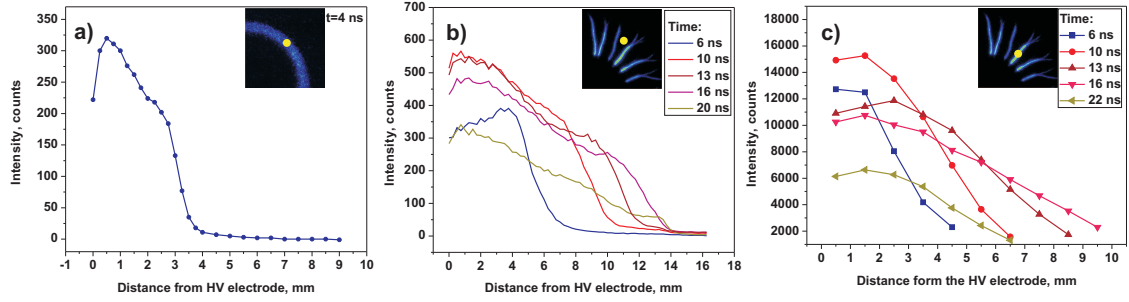 a)
t=4 ns
350
300
250
200
150
100
50
0
Intensity, counts
-1 0 1 2 3 4 5 6 7 8 9 10
Distance from HV electrode, mm
b)
Time:
6 ns
10 ns
13 ns
16 ns
20 ns
700
600
500
400
300
200
100
0
Intensity, counts
0 2 4 6 8 10 12 14 16 18
Distance from HV electrode, mm
c)
Time:
6 ns
10 ns
13 ns
16 ns
22 ns
18000
16000
14000
12000
10000
8000
6000
4000
2000
Intensity, counts
0 1 2 3 4 5 6 7 8 9 10
Distance form the HV electrode, mm